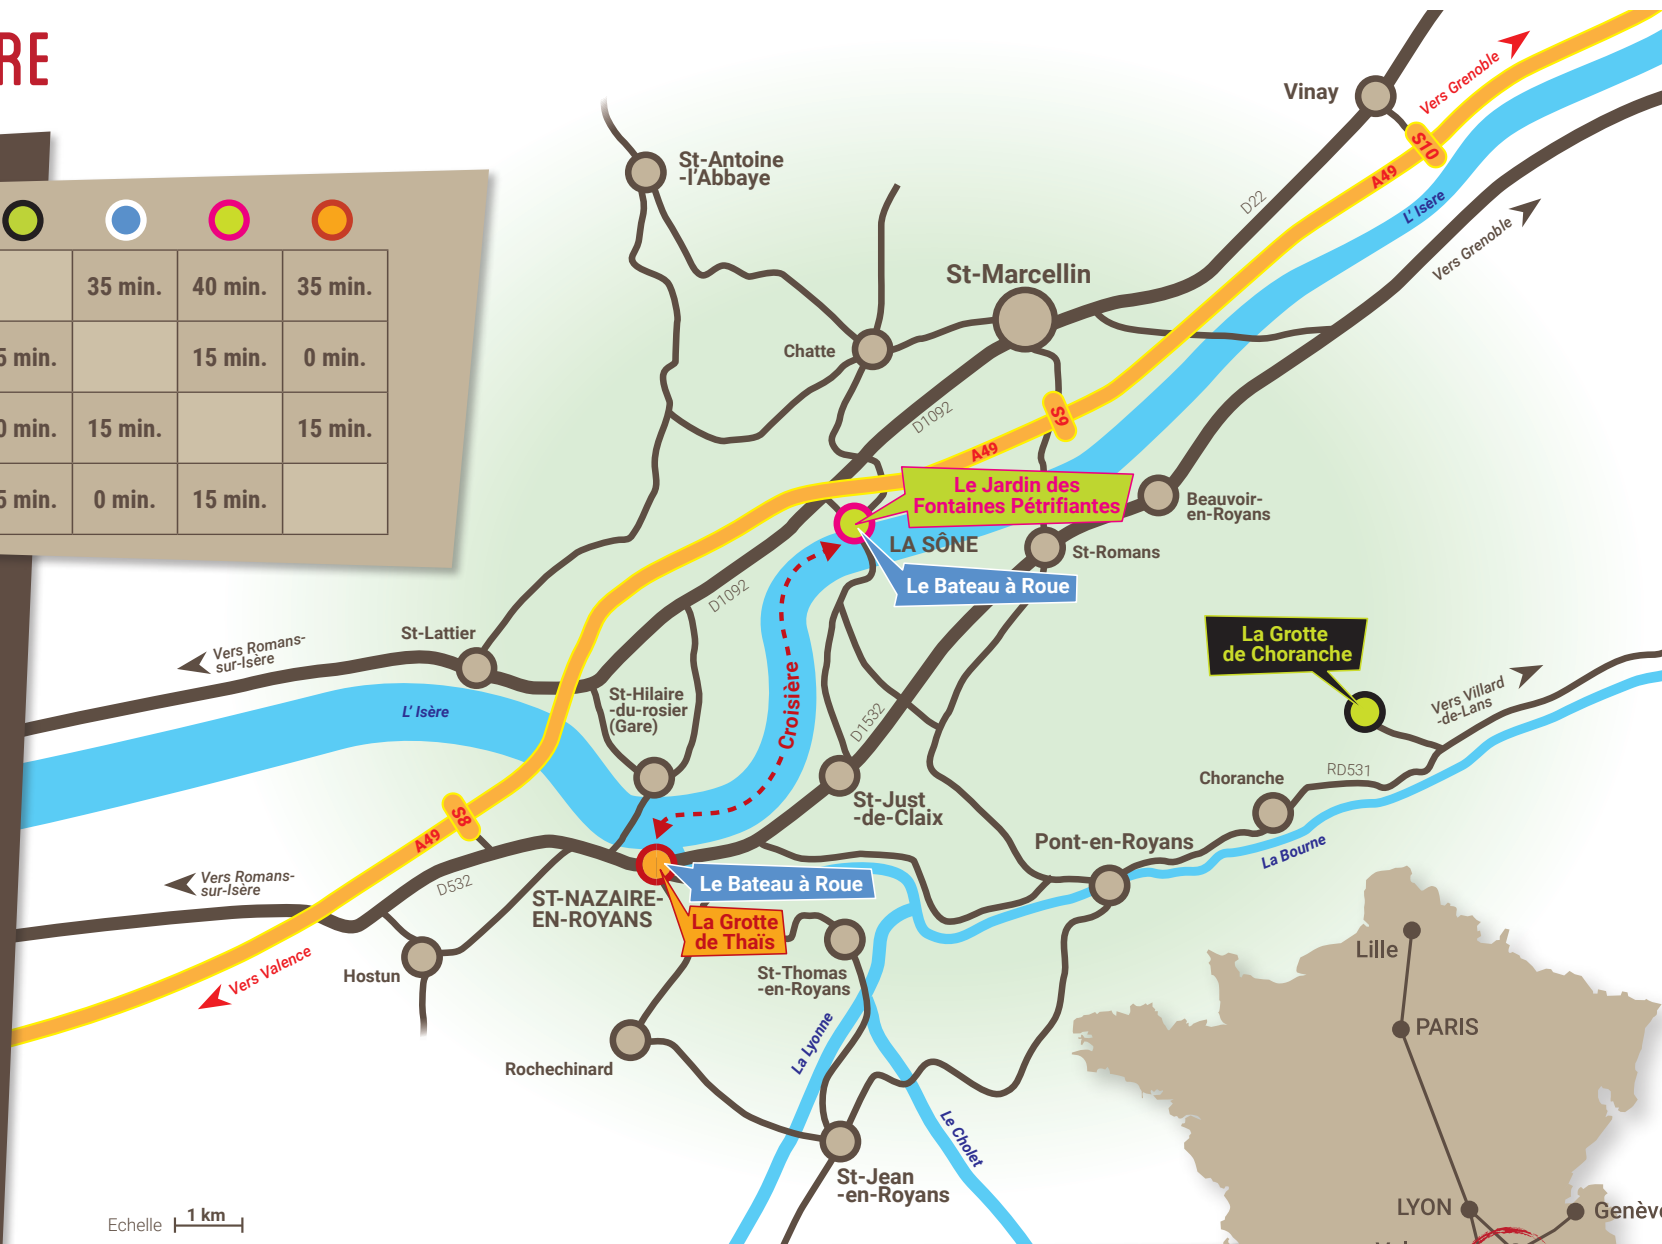 RE
35 min. 40 min. 35 min.
5 min. 15 min. 0 min.
0 min. 15 min. 15 min.
5 min. 0 min. 15 min.
Vinay
Vers Grenoble
S10
A49
L' Isère
D22
Vers Grenoble
St-Antoine
-l'Abbaye
St-Marcellin
Chatte
D1092
S9
A49
Le Jardin des
Fontaines Pétrifiantes
Beauvoir-
en-Royans
LA SÔNE
St-Romans
Le Bateau à Roue
D1092
La Grotte
de Choranche
St-Lattier
Vers Romans-
sur-Isère
L' Isère
St-Hilaire
-du-rosier
(Gare)
Croisière
D1532
Vers Villard
-de-Lans
RD531
Choranche
St-Just
-de-Claix
Pont-en-Royans
La Bourne
S8
A49
D532
Vers Romans-
sur-Isère
Le Bateau à Roue
ST-NAZAIRE-
EN-ROYANS
La Grotte
de Thaïs
Hostun
Vers Valence
St-Thomas
-en-Royans
La Lyonne
Rochechinard
Le Cholet
St-Jean
-en-Royans
Lille
PARIS
LYON
Genèv
Echelle 1 km